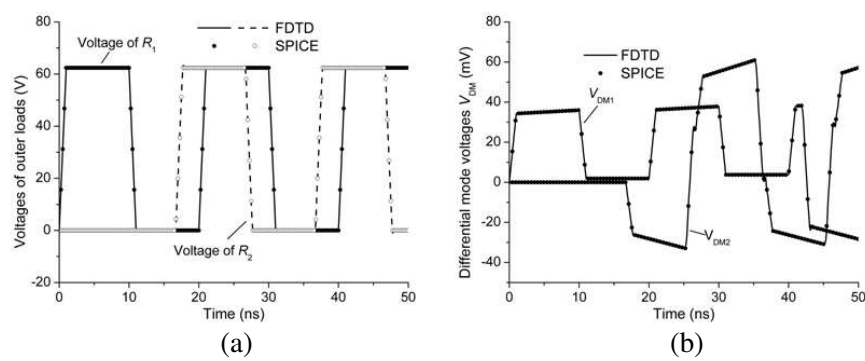 80
60
40
20
0
-20
0
10
20
30
40
50
Voltages of outer loads (V)
Time (ns)
Voltage of R1
Voltage of R2
FDTD
SPICE
(a)
80
60
40
20
0
-20
-40
0
10
20
30
40
50
Differential mode voltages VDM (mV)
Time (ns)
FDTD
SPICE
VDM1
VDM2
(b)